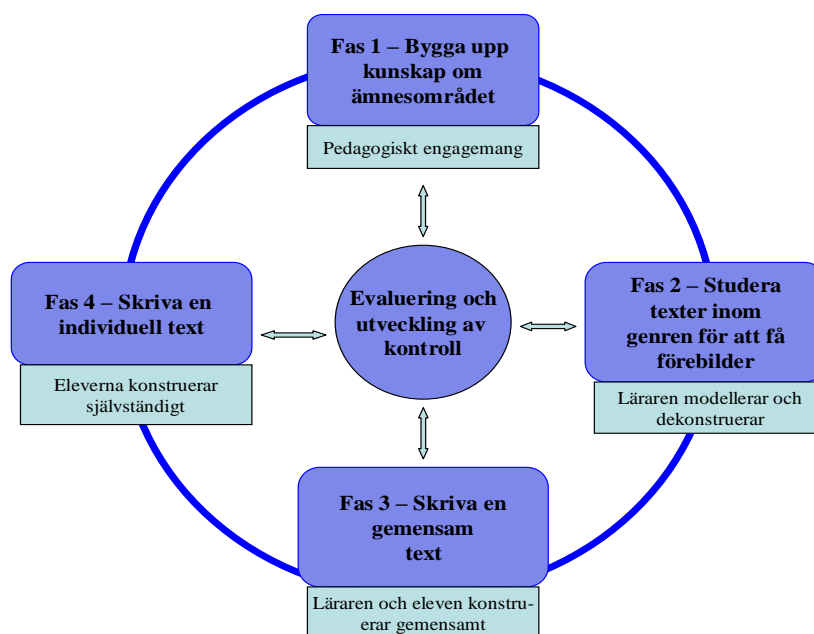 Fas 1 – Bygga upp
kunskap om
ämnesområdet
Pedagogiskt engagemang
Fas 4 – Skriva en
individuell text
Eleverna konstruerar
självständigt
Evaluering och
utveckling av
kontroll
Fas 2 – Studera
texter inom
genren för att få
förebilder
Läraren modellerar och
dekonstruerar
Fas 3 – Skriva en
gemensam
text
Läraren och eleven konstru-
erar gemensamt